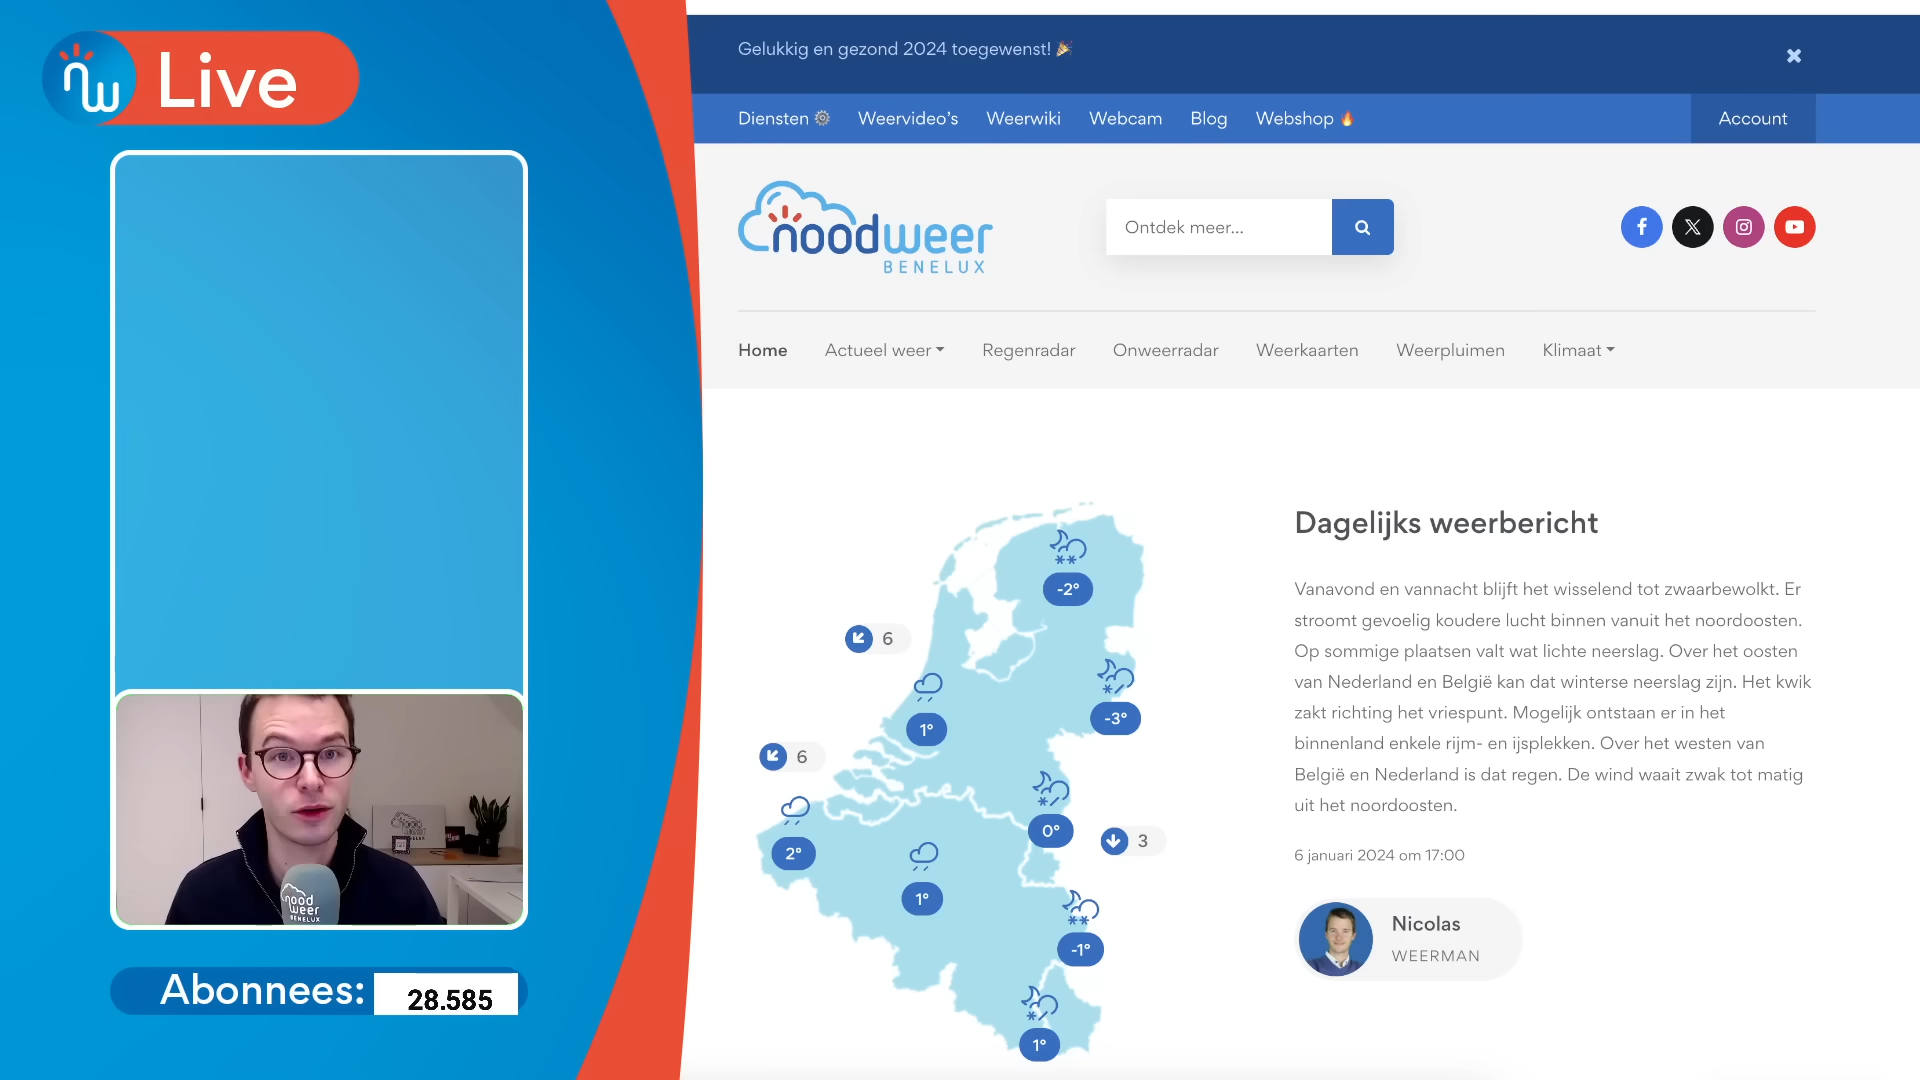 nw Live
Gelukkig en gezond 2024 toegewenst!
Diensten Weervideo's Weerwiki Webcam Blog Webshop Account
noodweer
BENELUX
Ontdek meer...
Home Actueel weer Regenradar Onweerradar Weerkaarten Weerpluimen Klimaat
Dagelijks weerbericht
Vanavond en vannacht blijft het wisselend tot zwaarbewolkt. Er
stroomt gevoelig koudere lucht binnen vanuit het noordoosten.
Op sommige plaatsen valt wat lichte neerslag. Over het oosten
van Nederland en België kan dat winterse neerslag zijn. Het kwik
zakt richting het vriespunt. Mogelijk ontstaan er in het
binnenland enkele rijm- en ijsplekken. Over het westen van
België en Nederland is dat regen. De wind waait zwak tot matig
uit het noordoosten.
6 januari 2024 om 17:00
Nicolas
WEERMAN
-2°
6
-3°
1°
6
0°
2°
3
1°
-1°
1°
nood
weer
BENELUX
Abonnees: 28.585